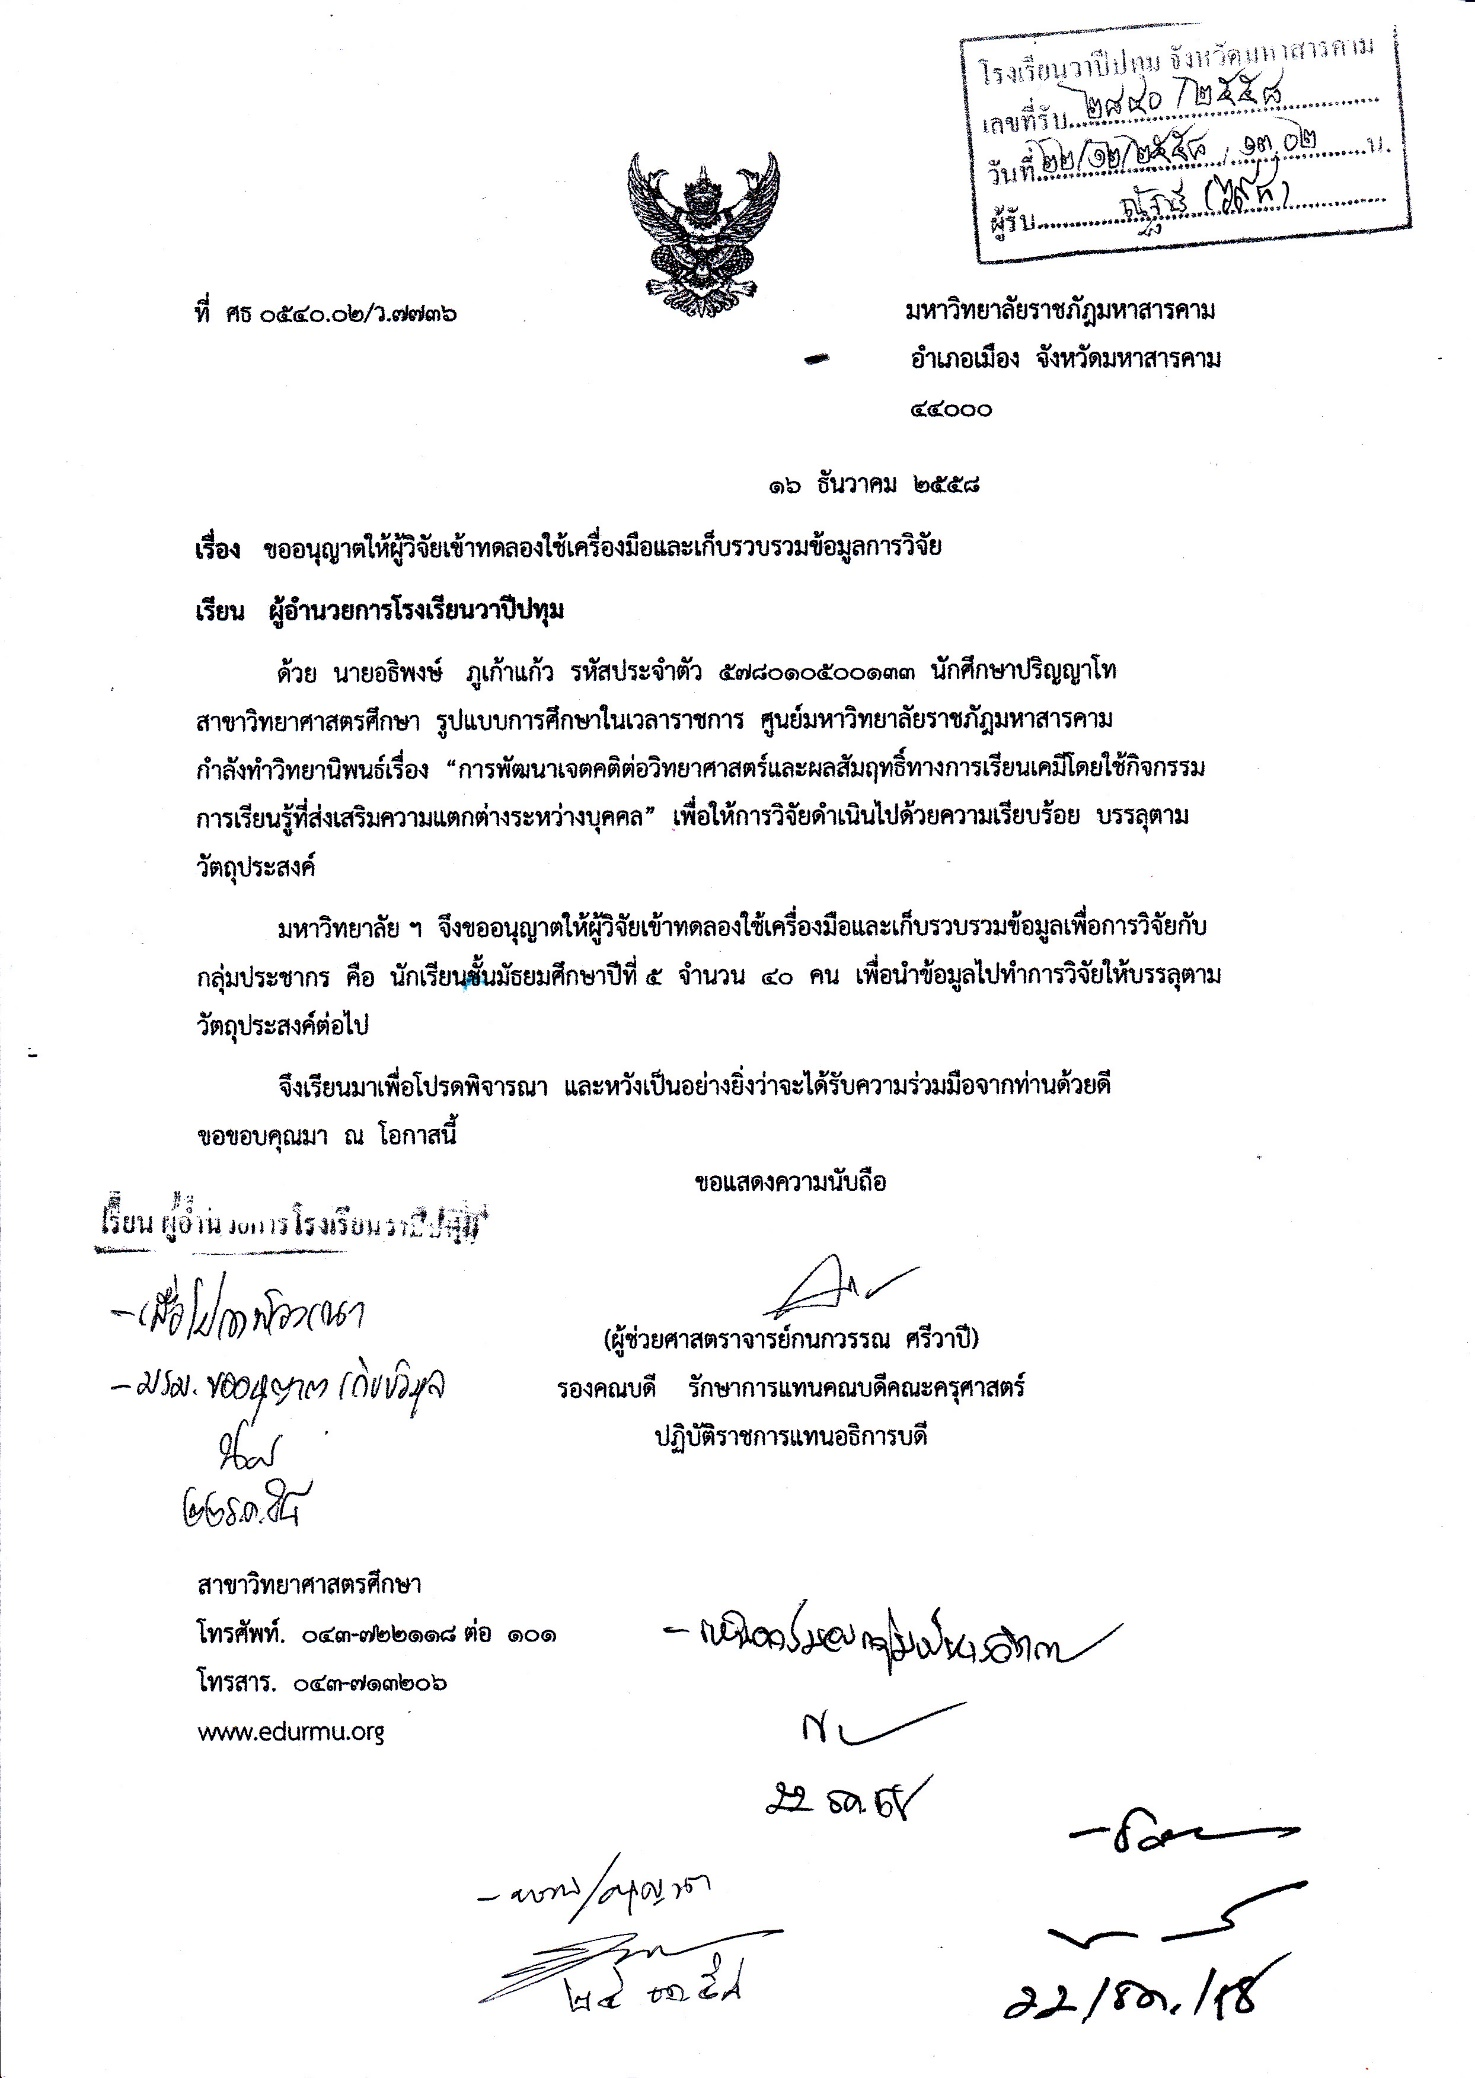 โรงเรียนวาปีปทุม จังหวัดมหาสารคาม
เลขที่รับ ๒๘๔๐ / ๒๕๕๘
วันที่ ๒๒/๑๒/๒๕๕๘ , ๑๓.๐๒ น.
ผู้รับ
ที่ ศธ ๐๕๔๐.๐๒/ว.๗๗๓๖
มหาวิทยาลัยราชภัฏมหาสารคาม
อำเภอเมือง จังหวัดมหาสารคาม
๔๔๐๐๐
๑๖ ธันวาคม ๒๕๕๘
เรื่อง ขออนุญาตให้ผู้วิจัยเข้าทดลองใช้เครื่องมือและเก็บรวบรวมข้อมูลการวิจัย
เรียน ผู้อำนวยการโรงเรียนวาปีปทุม
ด้วย นายอธิพงษ์ ภูเก้าแก้ว รหัสประจำตัว ๕๗๘๐๑๐๕๐๐๑๓๓ นักศึกษาปริญญาโท
สาขาวิทยาศาสตรศึกษา รูปแบบการศึกษาในเวลาราชการ ศูนย์มหาวิทยาลัยราชภัฏมหาสารคาม
กำลังทำวิทยานิพนธ์เรื่อง “การพัฒนาเจตคติต่อวิทยาศาสตร์และผลสัมฤทธิ์ทางการเรียนเคมีโดยใช้กิจกรรม
การเรียนรู้ที่ส่งเสริมความแตกต่างระหว่างบุคคล” เพื่อให้การวิจัยดำเนินไปด้วยความเรียบร้อย บรรลุตาม
วัตถุประสงค์
มหาวิทยาลัย ฯ จึงขออนุญาตให้ผู้วิจัยเข้าทดลองใช้เครื่องมือและเก็บรวบรวมข้อมูลเพื่อการวิจัยกับ
กลุ่มประชากร คือ นักเรียนชั้นมัธยมศึกษาปีที่ ๕ จำนวน ๔๐ คน เพื่อนำข้อมูลไปทำการวิจัยให้บรรลุตาม
วัตถุประสงค์ต่อไป
จึงเรียนมาเพื่อโปรดพิจารณา และหวังเป็นอย่างยิ่งว่าจะได้รับความร่วมมือจากท่านด้วยดี
ขอขอบคุณมา ณ โอกาสนี้
ขอแสดงความนับถือ
เรียน ผู้อำนวยการโรงเรียนวาปีปทุม
- เพื่อโปรดพิจารณา
- มรม. ขออนุญาต เก็บข้อมูล
(ผู้ช่วยศาสตราจารย์กนกวรรณ ศรีวาปี)
รองคณบดี รักษาการแทนคณบดีคณะครุศาสตร์
ปฏิบัติราชการแทนอธิการบดี
๒๒ ธ.ค. ๕๘
สาขาวิทยาศาสตรศึกษา
โทรศัพท์. ๐๔๓-๗๒๒๑๑๘ ต่อ ๑๐๑
โทรสาร. ๐๔๓-๗๑๓๒๐๖
www.edurmu.org
22 ธค. 58
- ทราบ/อนุญาต
๒๔ ธค ๕๘
22/ธค./58